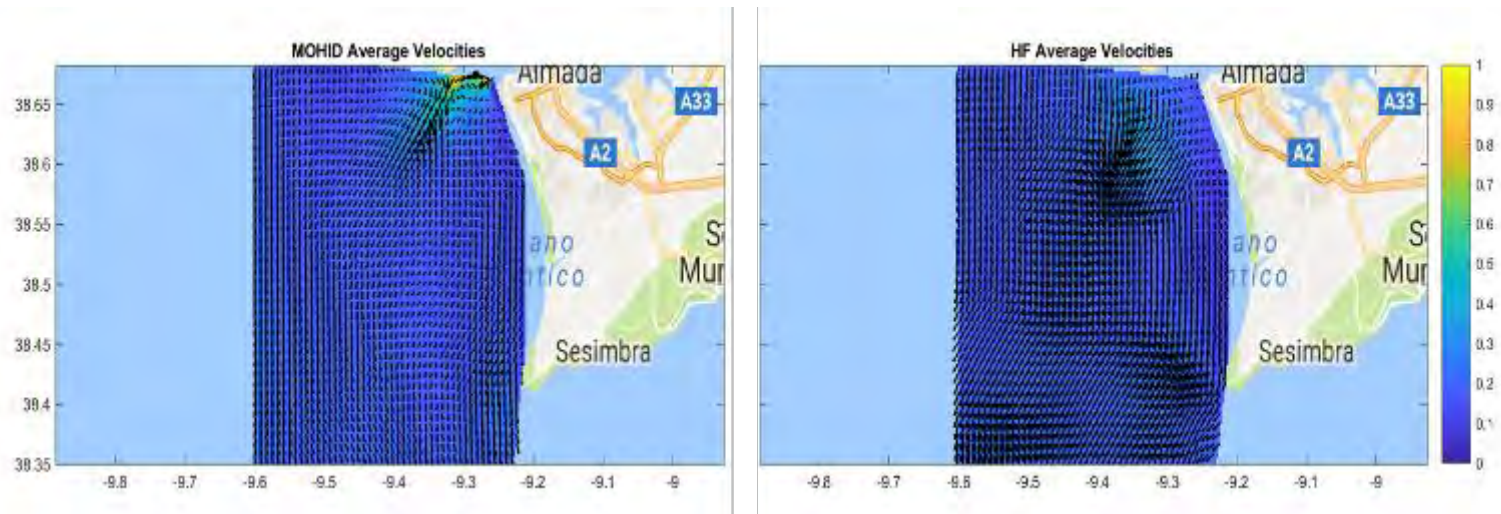 MOHID Average Velocities
38.65
38.6
38.55
38.5
38.45
38.4
38.35
-9.8
-9.7
-9.6
-9.5
-9.4
-9.3
-9.2
-9.1
-9
Almada
A33
A2
ano
ntico
S
Mur
Sesimbra
HF Average Velocities
-9.8
-9.7
-9.6
-9.5
-9.4
-9.3
-9.2
-9.1
-9
Almada
A33
A2
ano
ntico
S
Mur
Sesimbra
1
0.9
0.8
0.7
0.6
0.5
0.4
0.3
0.2
0.1
0